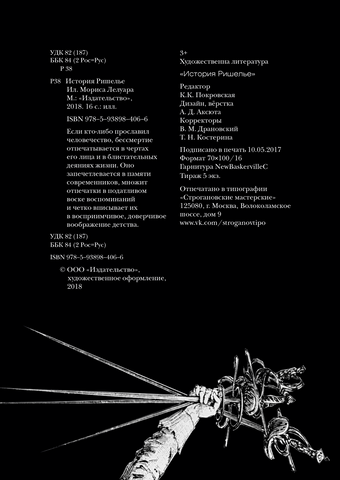 УДК 82 (187)
ББК 84 (2 Рос=Рус)
Р 38
Р38 История Ришелье
Ил. Мориса Лелуара
М.: «Издательство»,
2018. 16 с.: илл.
ISBN 978–5–93898–406–6
Если кто-либо прославил
человечество, бессмертие
отпечатывается в чертах
его лица и в блистательных
деяниях жизни. Оно
запечетлевается в памяти
современников, множит
отпечатки в податливом
воске воспоминаний
и четко вписывает их
в восприимчивое, доверчивое
воображение детства.
УДК 82 (187)
ББК 84 (2 Рос=Рус)
ISBN 978–5–93898–406–6
© ООО «Издательство»,
художественное оформление,
2018
3+
Художественна литература
«История Ришелье»
Редактор
К.К. Покровская
Дизайн, вёрстка
А. Д. Аксюта
Корректоры
В. М. Драновский
Т. Н. Костерина
Подписано в печать 10.05.2017
Формат 70×100/16
Гарнитура NewBaskervilleC
Тираж 5 экз.
Отпечатано в типографии
«Строгановские мастерские»
125080, г. Москва, Волоколамское
шоссе, дом 9
www.vk.com/stroganovtipo